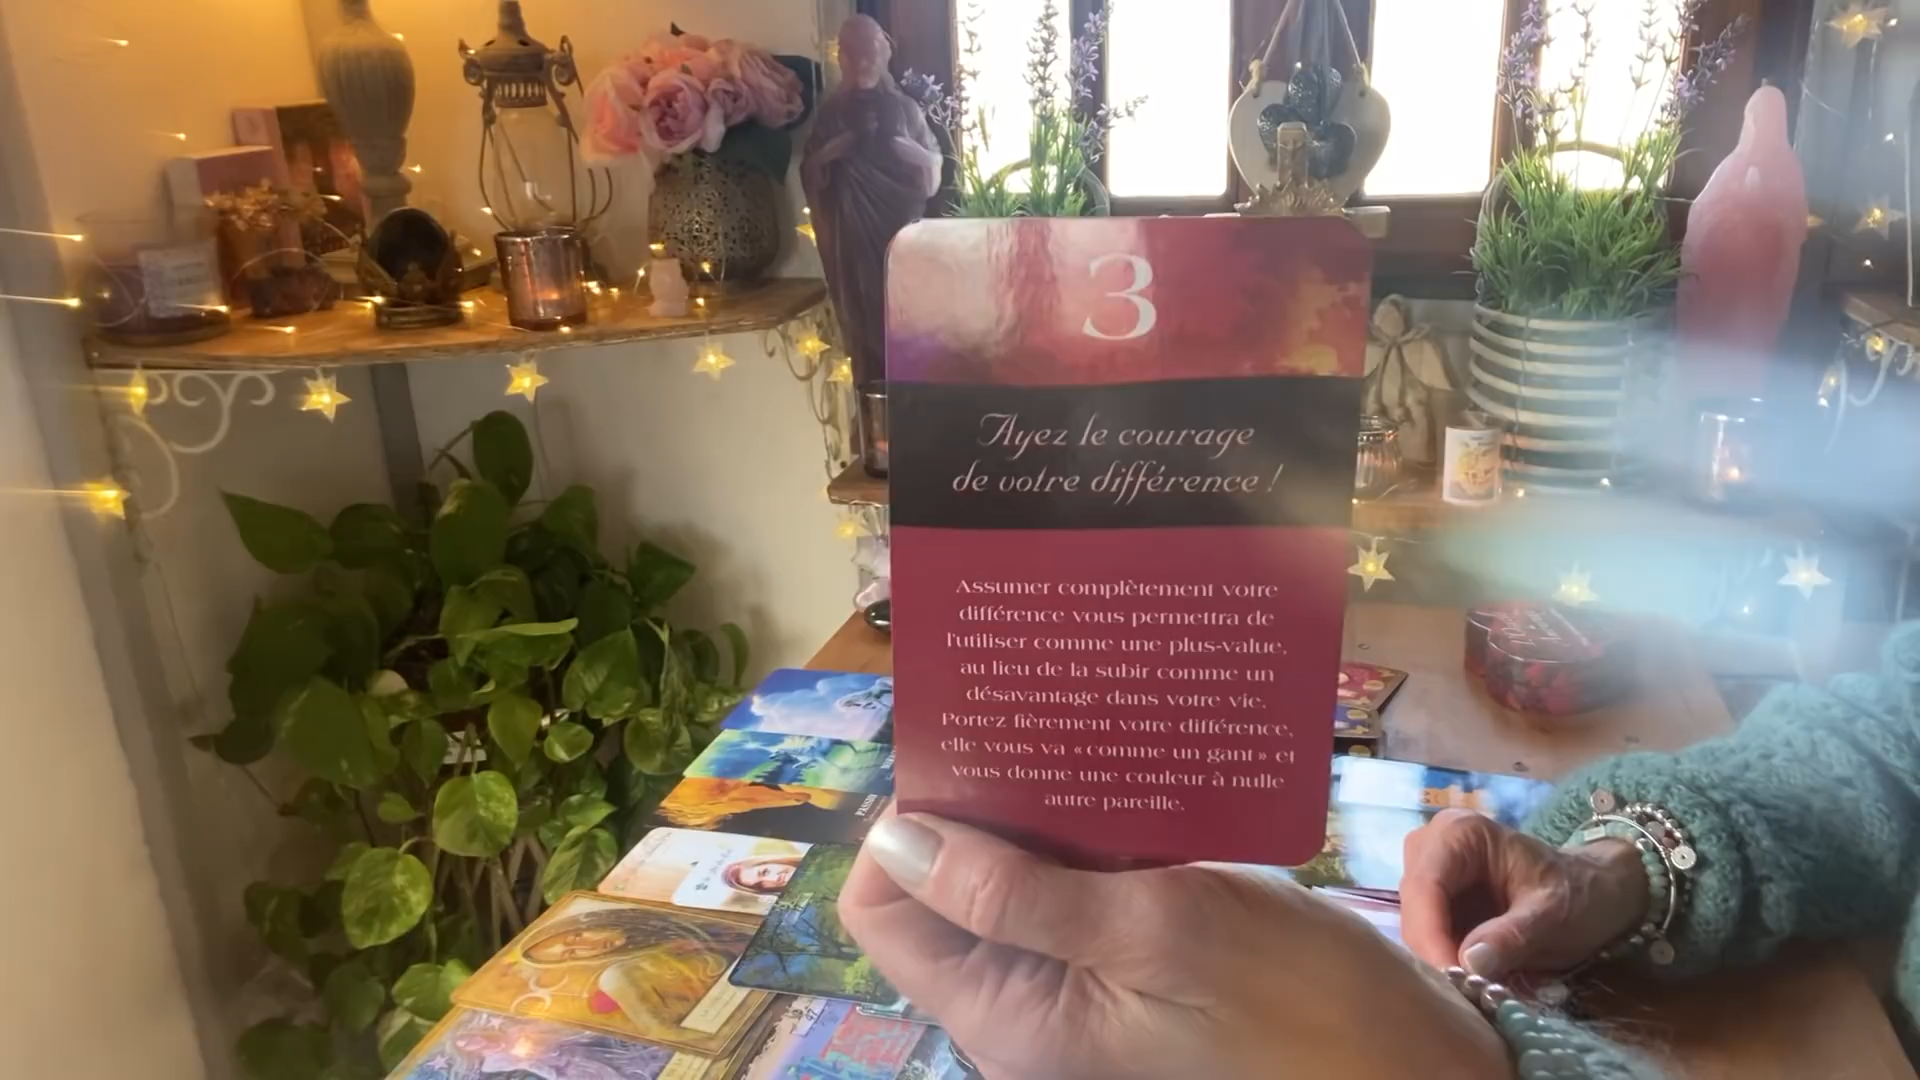 3
Ayez le courage
de votre différence !
Assumer complètement votre
différence vous permettra de
l'utiliser comme une plus-value,
au lieu de la subir comme un
désavantage dans votre vie.
Portez fièrement votre différence,
elle vous va «comme un gant» et
vous donne une couleur à nulle
autre pareille.